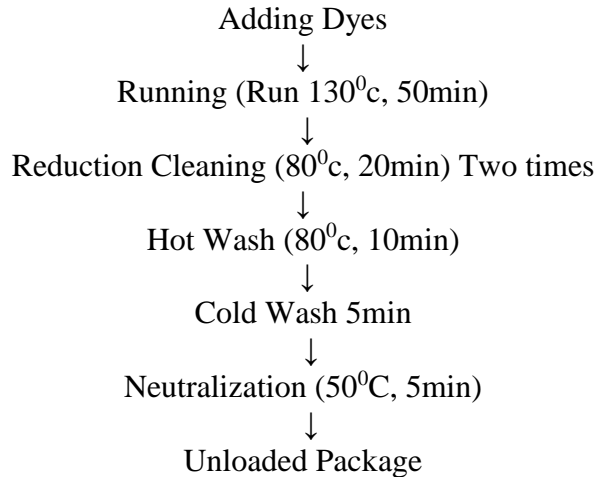 Adding Dyes
↓
Running (Run 130⁰c, 50min)
↓
Reduction Cleaning (80⁰c, 20min) Two times
↓
Hot Wash (80⁰c, 10min)
↓
Cold Wash 5min
↓
Neutralization (50⁰C, 5min)
↓
Unloaded Package